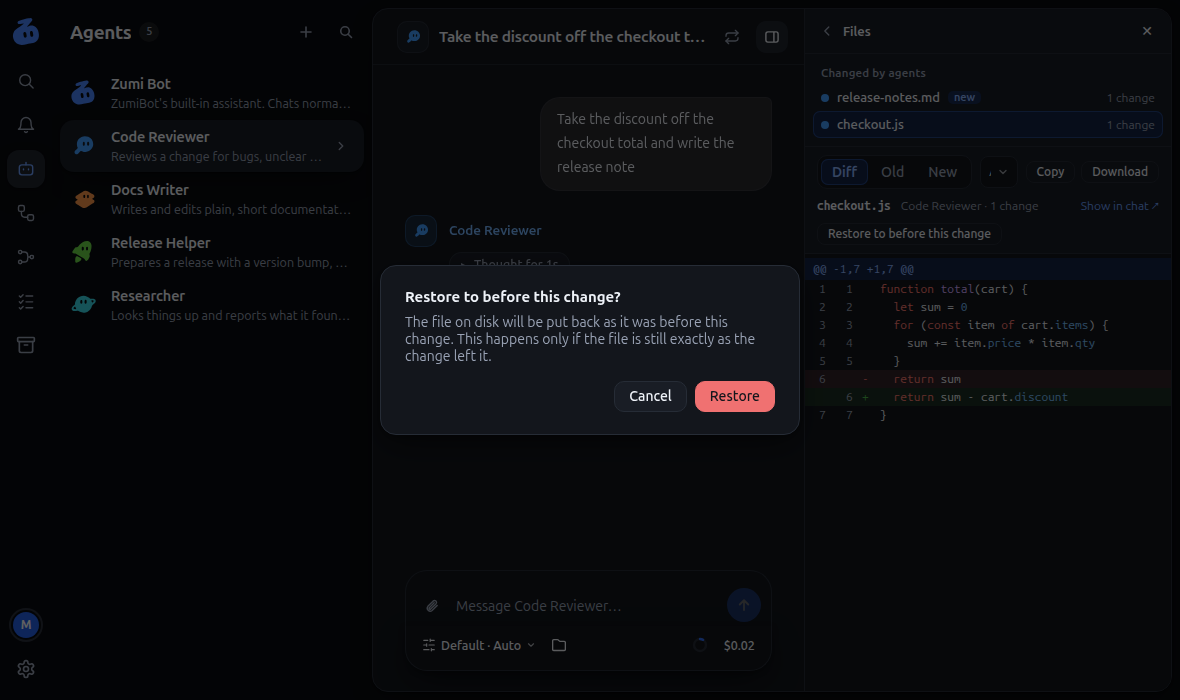 Agents 5
Zumi Bot
ZumiBot's built-in assistant. Chats norma…
Code Reviewer
Reviews a change for bugs, unclear …
Docs Writer
Writes and edits plain, short documentat…
Release Helper
Prepares a release with a version bump, …
Researcher
Looks things up and reports what it foun…
M
Take the discount off the checkout t…
Take the discount off the
checkout total and write the
release note
Code Reviewer
Thought for 1s
Restore to before this change?
The file on disk will be put back as it was before this
change. This happens only if the file is still exactly as the
change left it.
Cancel
Restore
Message Code Reviewer…
Default · Auto
$0.02
Files
Changed by agents
release-notes.md new 1 change
checkout.js 1 change
Diff Old New Copy Download
checkout.js Code Reviewer · 1 change Show in chat ↗
Restore to before this change
@@ -1,7 +1,7 @@
1 1 function total(cart) {
2 2 let sum = 0
3 3 for (const item of cart.items) {
4 4 sum += item.price * item.qty
5 5 }
6 - return sum
6 + return sum - cart.discount
7 7 }